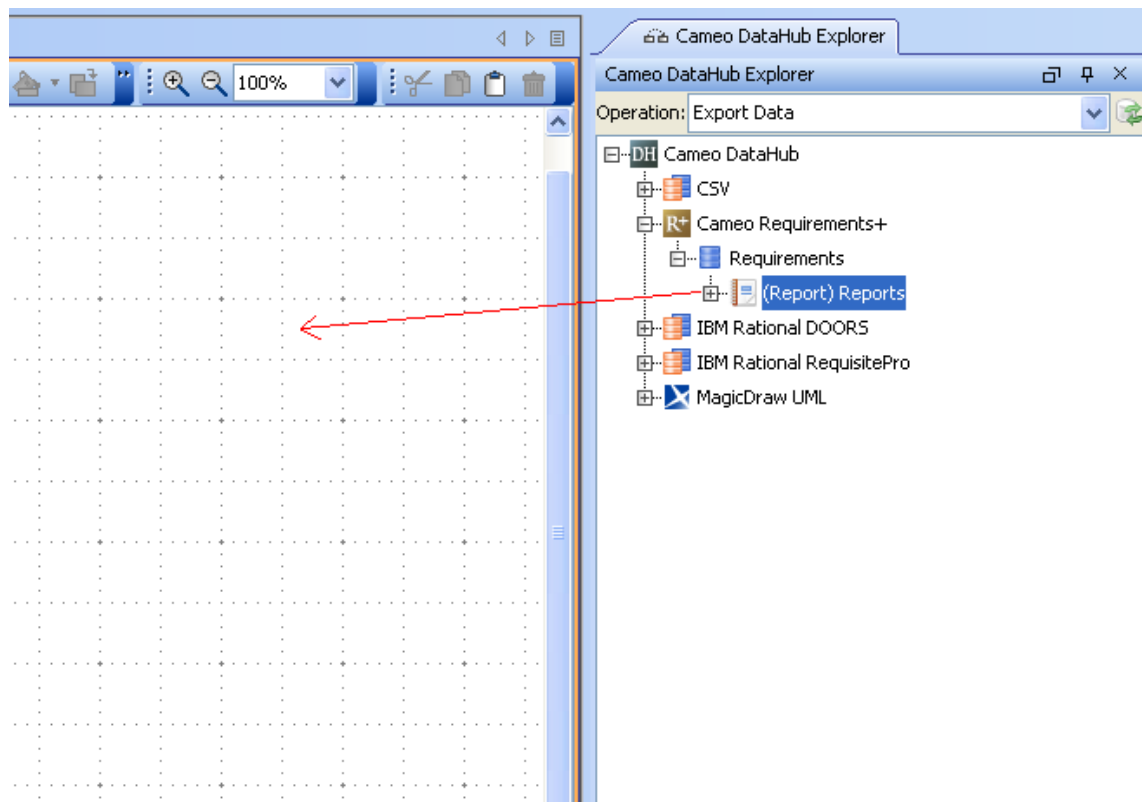 Cameo DataHub Explorer
Cameo DataHub Explorer
100%
Operation: Export Data
DH Cameo DataHub
CSV
R+ Cameo Requirements+
Requirements
(Report) Reports
IBM Rational DOORS
IBM Rational RequisitePro
MagicDraw UML